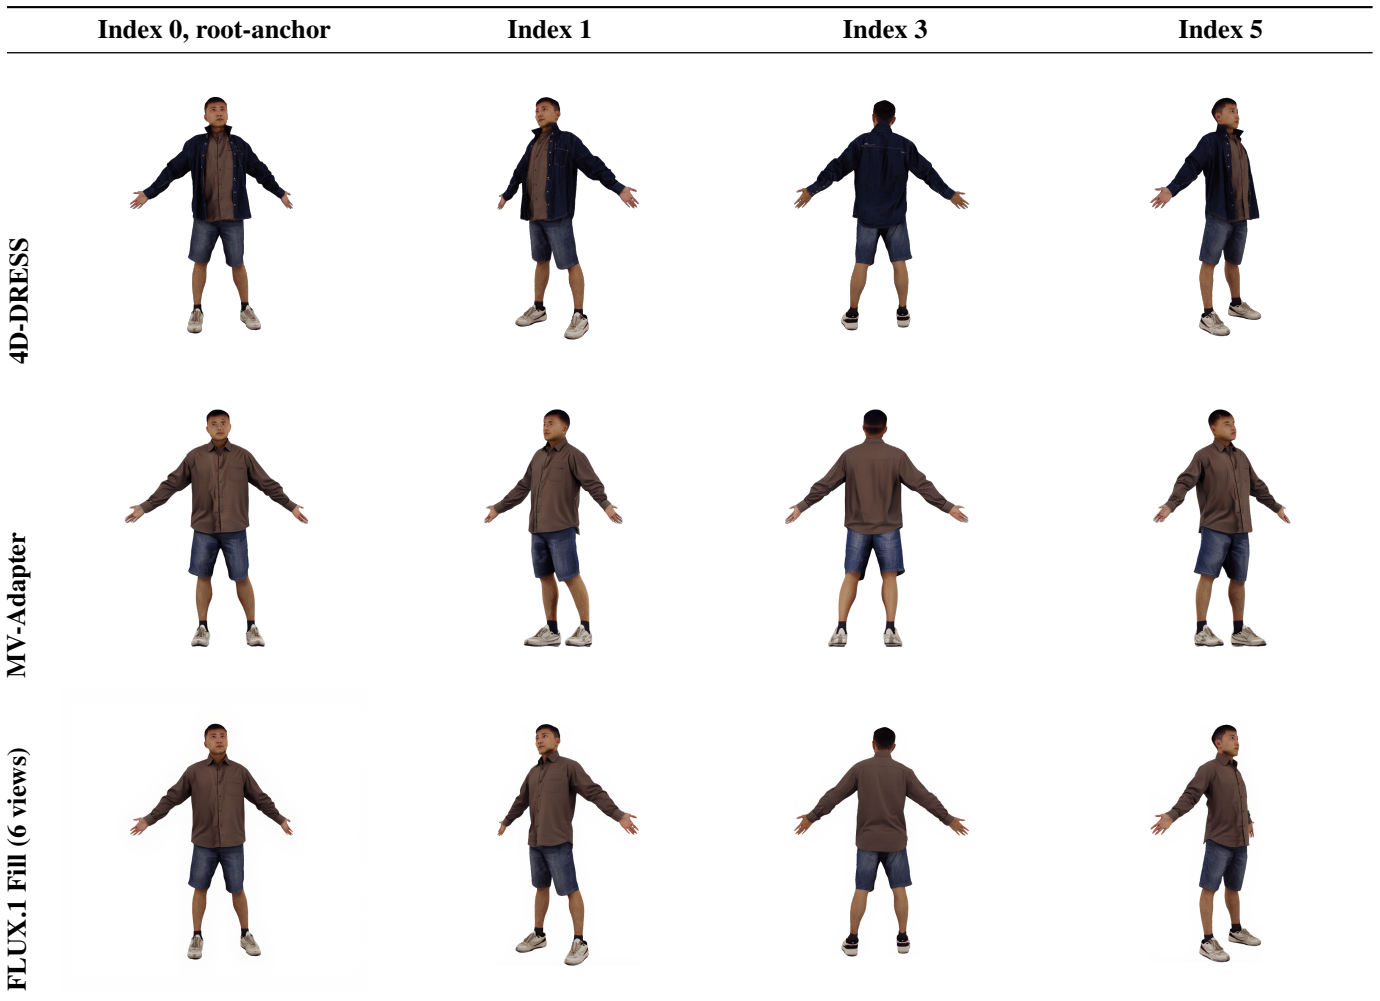 Index 0, root-anchor
Index 1
Index 3
Index 5
4D-DRESS
MV-Adapter
FLUX.1 Fill (6 views)